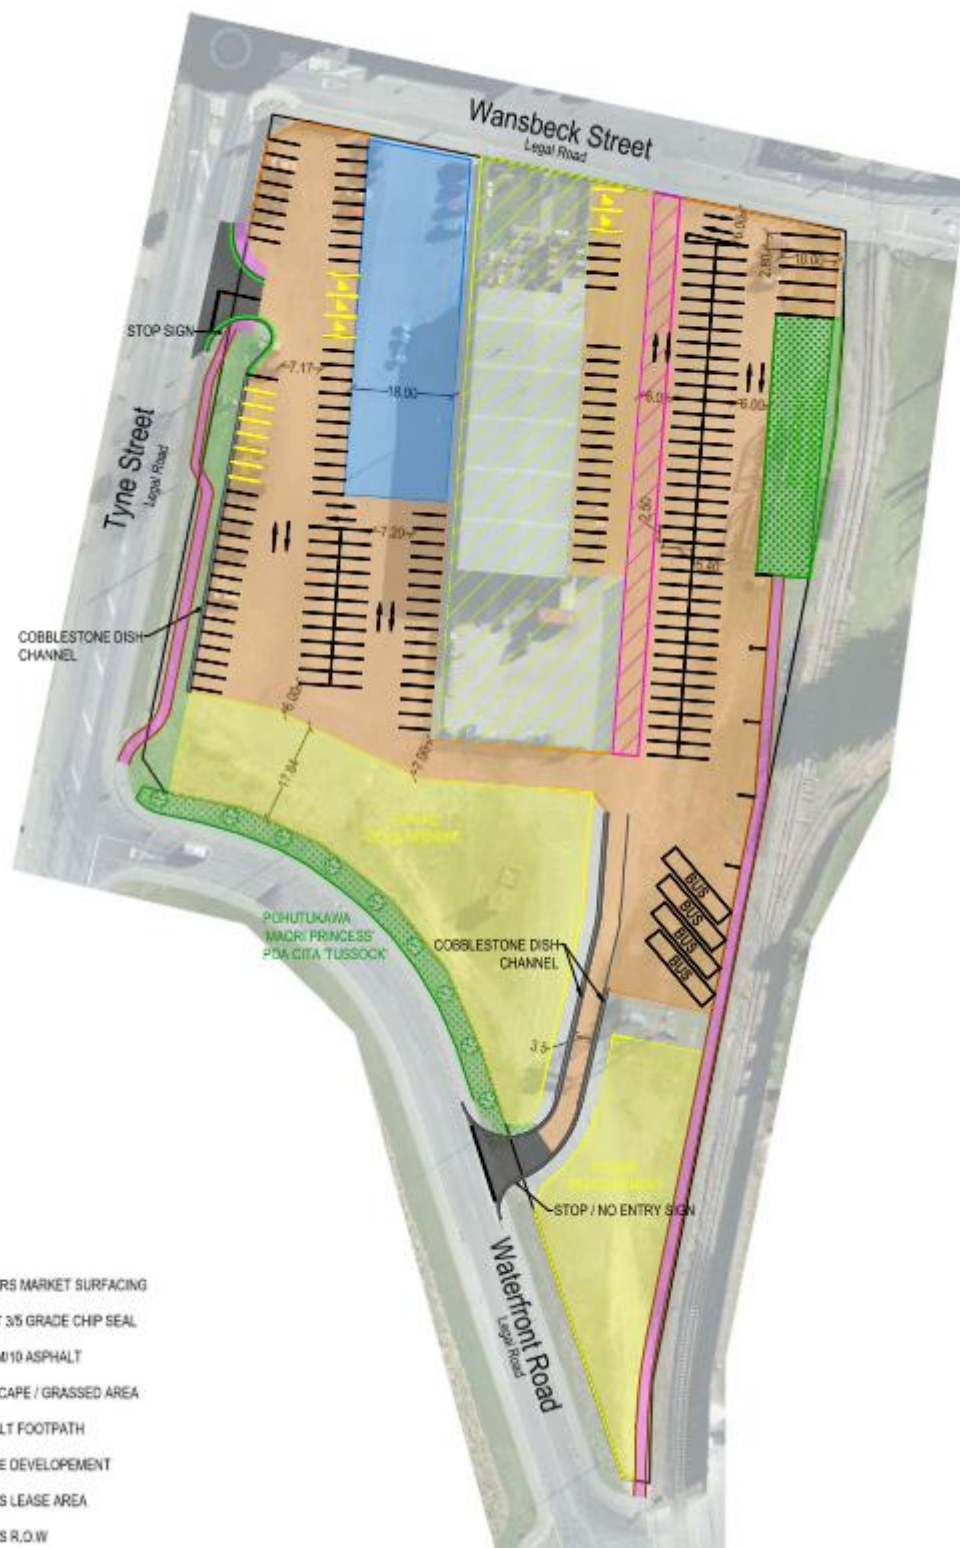 Wansbeck Street
Legal Road
6.00
2.60
10.00
STOP SIGN
7.17
18.00
6.00
Tyne Street
Legal Road
2.60
7.20
5.40
COBBLESTONE DISH
CHANNEL
6.00
17.84
7.00
BUS
BUS
BUS
BUS
POHUTUKAWA
'MAORI PRINCESS'
POA CITA 'TUSSOCK'
COBBLESTONE DISH
CHANNEL
3.5
STOP / NO ENTRY SIGN
Waterfront Road
Legal Road
RS MARKET SURFACING
T 3/5 GRADE CHIP SEAL
M/10 ASPHALT
CAPE / GRASSED AREA
LT FOOTPATH
E DEVELOPEMENT
S LEASE AREA
S R.O.W